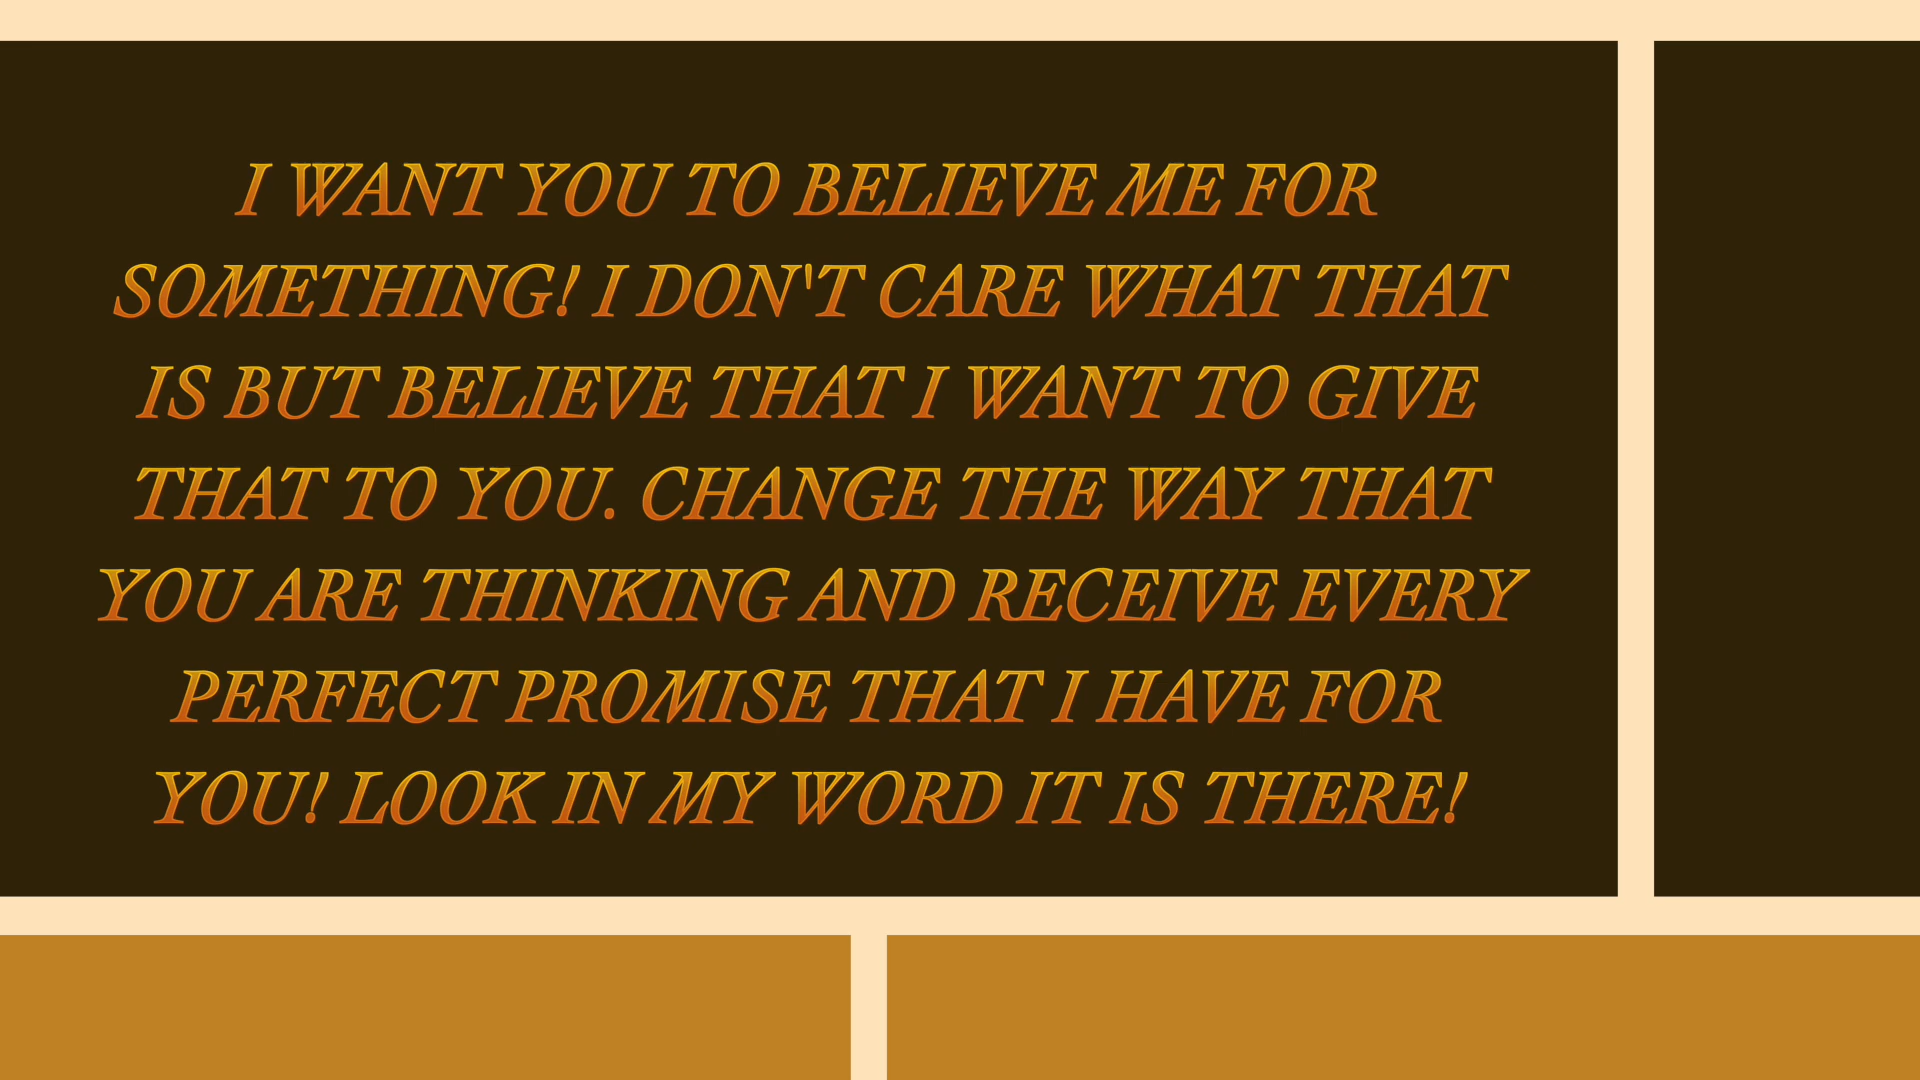 I WANT YOU TO BELIEVE ME FOR
SOMETHING! I DON'T CARE WHAT THAT
IS BUT BELIEVE THAT I WANT TO GIVE
THAT TO YOU. CHANGE THE WAY THAT
YOU ARE THINKING AND RECEIVE EVERY
PERFECT PROMISE THAT I HAVE FOR
YOU! LOOK IN MY WORD IT IS THERE!